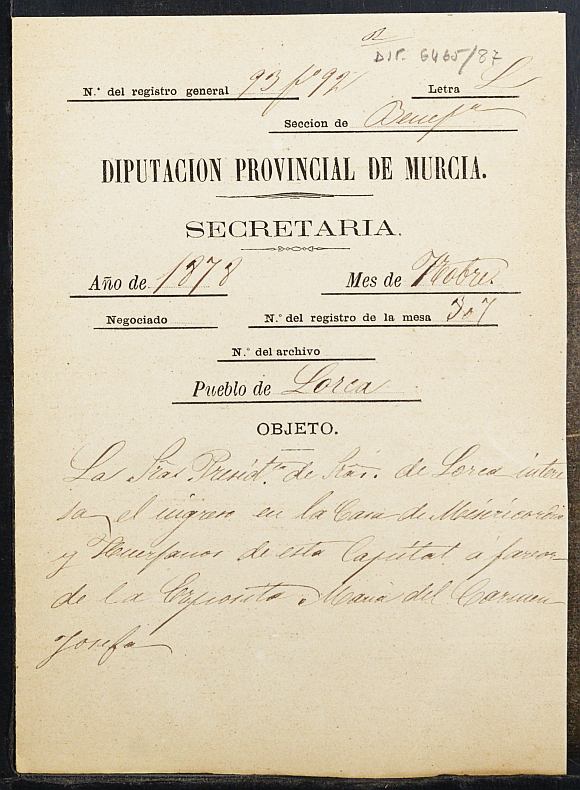 DIP. 6465/87
N.º del registro general 93 fº 92 Letra L
Seccion de Benefª
DIPUTACION PROVINCIAL DE MURCIA.
SECRETARIA.
Año de 1878 Mes de
Negociado N.º del registro de la mesa 307
N.º del archivo
Pueblo de Lorca
OBJETO.
La Srª Presidtª de Srªs. de Lorca intere
sa, el ingreso en la Casa de Misericordia
y Huerfanos de esta Capital á favor
de la Exposita Maria del Carmen
Josefa